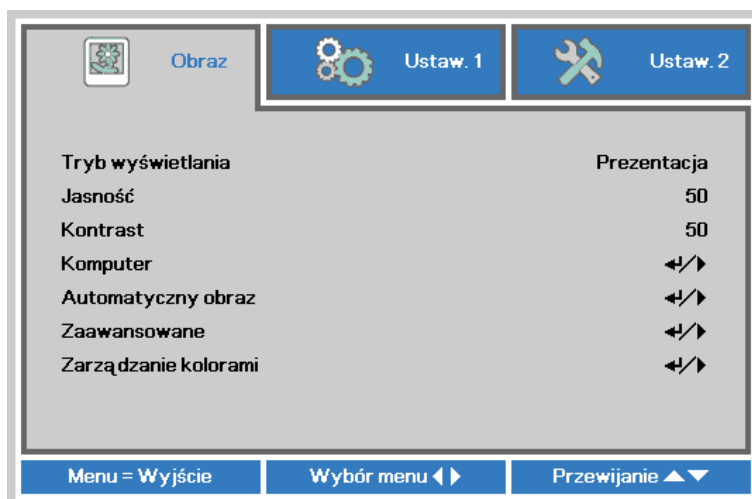 Obraz Ustaw. 1 Ustaw. 2
Tryb wyświetlania Prezentacja
Jasność 50
Kontrast 50
Komputer
Automatyczny obraz
Zaawansowane
Zarządzanie kolorami
Menu = Wyjście Wybór menu Przewijanie